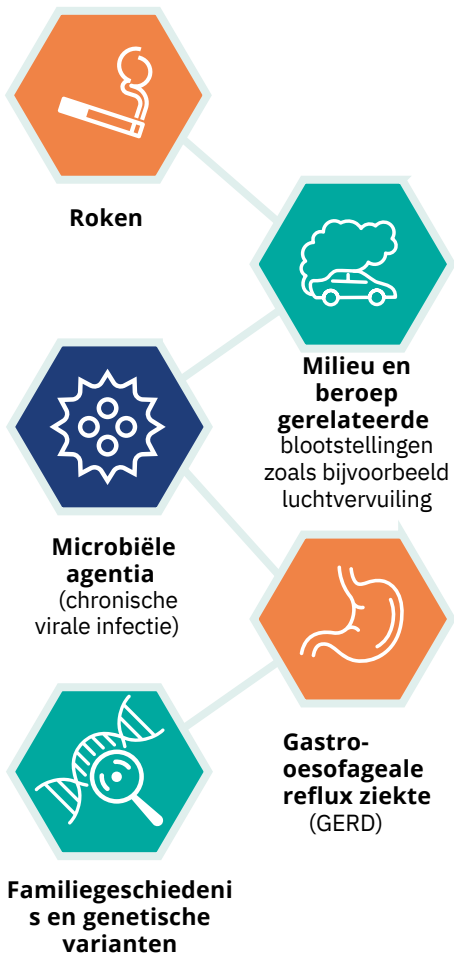 Roken
Milieu en
beroep
gerelateerde
blootstellingen
zoals bijvoorbeeld
luchtvervuiling
Microbiële
agentia
(chronische
virale infectie)
Gastro-
oesofageale
reflux ziekte
(GERD)
Familiegeschiedeni
s en genetische
varianten